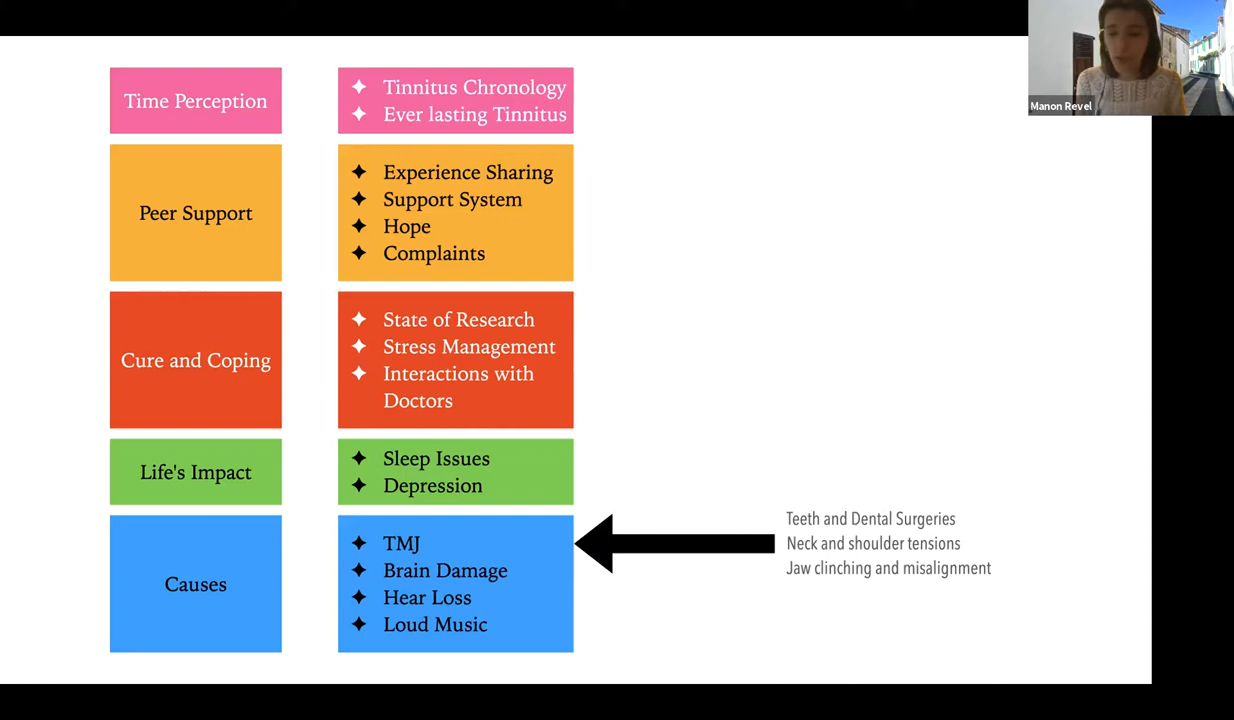 Manon Revel
Time Perception
✦ Tinnitus Chronology
✦ Ever lasting Tinnitus
Peer Support
✦ Experience Sharing
✦ Support System
✦ Hope
✦ Complaints
Cure and Coping
✦ State of Research
✦ Stress Management
✦ Interactions with
Doctors
Life's Impact
✦ Sleep Issues
✦ Depression
Causes
✦ TMJ
✦ Brain Damage
✦ Hear Loss
✦ Loud Music
Teeth and Dental Surgeries
Neck and shoulder tensions
Jaw clinching and misalignment